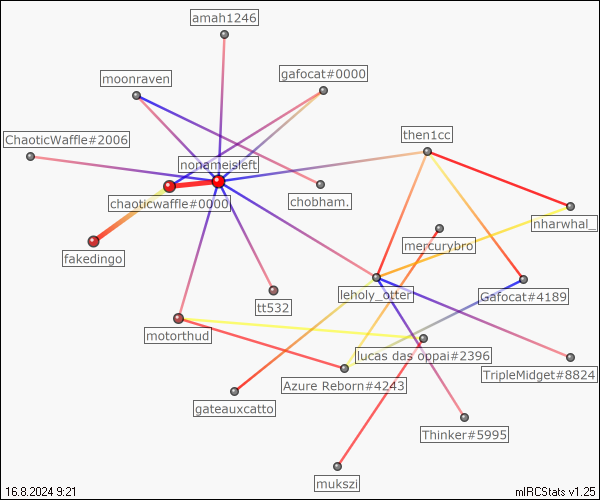 amah1246
gafocat#0000
moonraven
then1cc
ChaoticWaffle#2006
nonameisleft
chaoticwaffle#0000
chobham.
nharwhal_
mercurybro
fakedingo
leholy_otter
Gafocat#4189
tt532
motorthud
lucas das oppai#2396
TripleMidget#8824
Azure Reborn#4243
gateauxcatto
Thinker#5995
mukszi
16.8.2024 9:21
mIRCStats v1.25